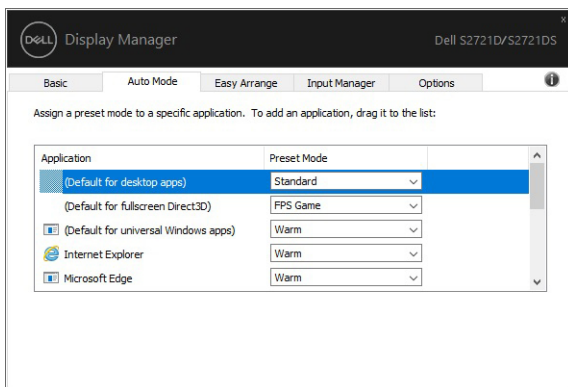 DELL Display Manager Dell S2721D/S2721DS
x
Basic Auto Mode Easy Arrange Input Manager Options i
Assign a preset mode to a specific application. To add an application, drag it to the list:
Application Preset Mode
(Default for desktop apps) Standard
(Default for fullscreen Direct3D) FPS Game
(Default for universal Windows apps) Warm
Internet Explorer Warm
Microsoft Edge Warm